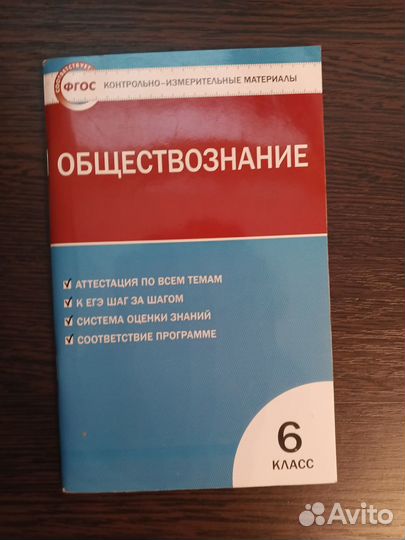 СООТВЕТСТВУЕТ
ФГОС
КОНТРОЛЬНО-ИЗМЕРИТЕЛЬНЫЕ МАТЕРИАЛЫ
ОБЩЕСТВОЗНАНИЕ
АТТЕСТАЦИЯ ПО ВСЕМ ТЕМАМ
К ЕГЭ ШАГ ЗА ШАГОМ
СИСТЕМА ОЦЕНКИ ЗНАНИЙ
СООТВЕТСТВИЕ ПРОГРАММЕ
6
КЛАСС
Avito